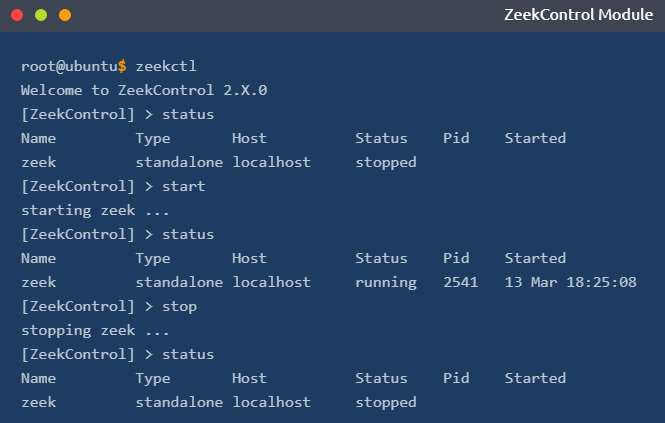 ZeekControl Module
root@ubuntu$ zeekctl
Welcome to ZeekControl 2.X.0
[ZeekControl] > status
Name Type Host Status Pid Started
zeek standalone localhost stopped
[ZeekControl] > start
starting zeek ...
[ZeekControl] > status
Name Type Host Status Pid Started
zeek standalone localhost running 2541 13 Mar 18:25:08
[ZeekControl] > stop
stopping zeek ...
[ZeekControl] > status
Name Type Host Status Pid Started
zeek standalone localhost stopped